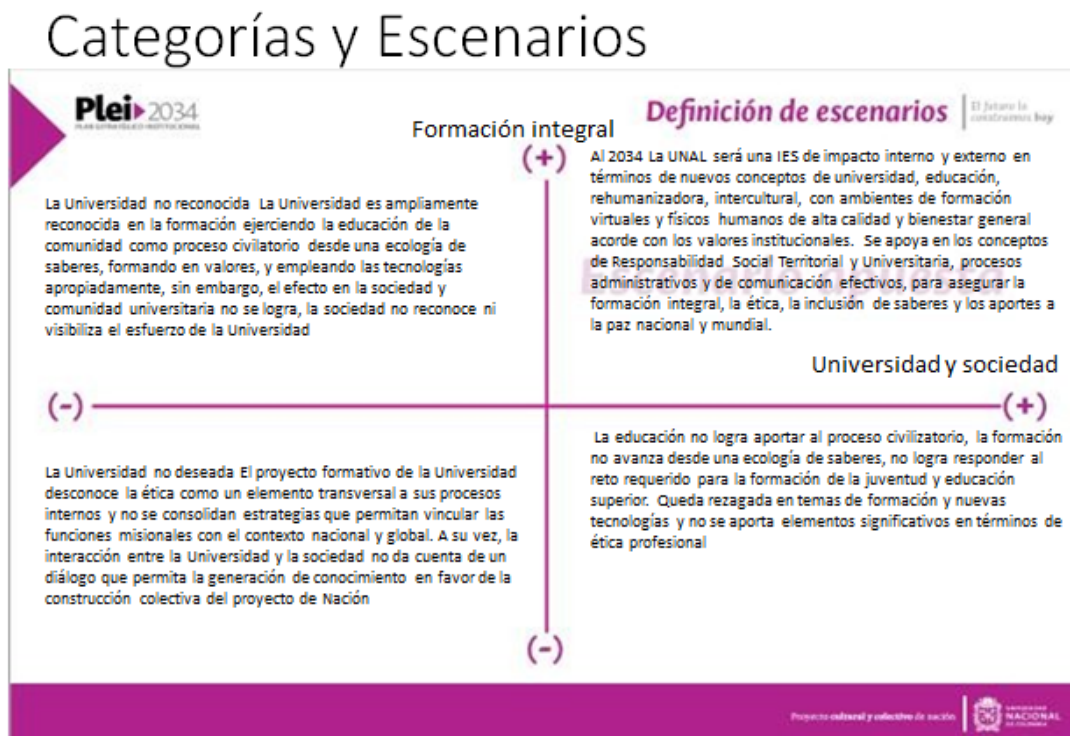 Categorías y Escenarios
Plei 2034
PLAN ESTRATÉGICO INSTITUCIONAL
Definición de escenarios
El futuro lo
construimos hoy
Formación integral
(+)
La Universidad no reconocida La Universidad es ampliamente
reconocida en la formación ejerciendo la educación de la
comunidad como proceso civilatorio desde una ecología de
saberes, formando en valores, y empleando las tecnologías
apropiadamente, sin embargo, el efecto en la sociedad y
comunidad universitaria no se logra, la sociedad no reconoce ni
visibiliza el esfuerzo de la Universidad
Al 2034 La UNAL será una IES de impacto interno y externo en
términos de nuevos conceptos de universidad, educación,
rehumanizadora, intercultural, con ambientes de formación
virtuales y físicos humanos de alta calidad y bienestar general
acorde con los valores institucionales. Se apoya en los conceptos
de Responsabilidad Social Territorial y Universitaria, procesos
administrativos y de comunicación efectivos, para asegurar la
formación integral, la ética, la inclusión de saberes y los aportes a
la paz nacional y mundial.
Escenario apuesta
Universidad y sociedad
(-)
(+)
La Universidad no deseada El proyecto formativo de la Universidad
desconoce la ética como un elemento transversal a sus procesos
internos y no se consolidan estrategias que permitan vincular las
funciones misionales con el contexto nacional y global. A su vez, la
interacción entre la Universidad y la sociedad no da cuenta de un
diálogo que permita la generación de conocimiento en favor de la
construcción colectiva del proyecto de Nación
La educación no logra aportar al proceso civilizatorio, la formación
no avanza desde una ecología de saberes, no logra responder al
reto requerido para la formación de la juventud y educación
superior. Queda rezagada en temas de formación y nuevas
tecnologías y no se aporta elementos significativos en términos de
ética profesional
(-)
Proyecto cultural y colectivo de nación
UNIVERSIDAD
NACIONAL
DE COLOMBIA